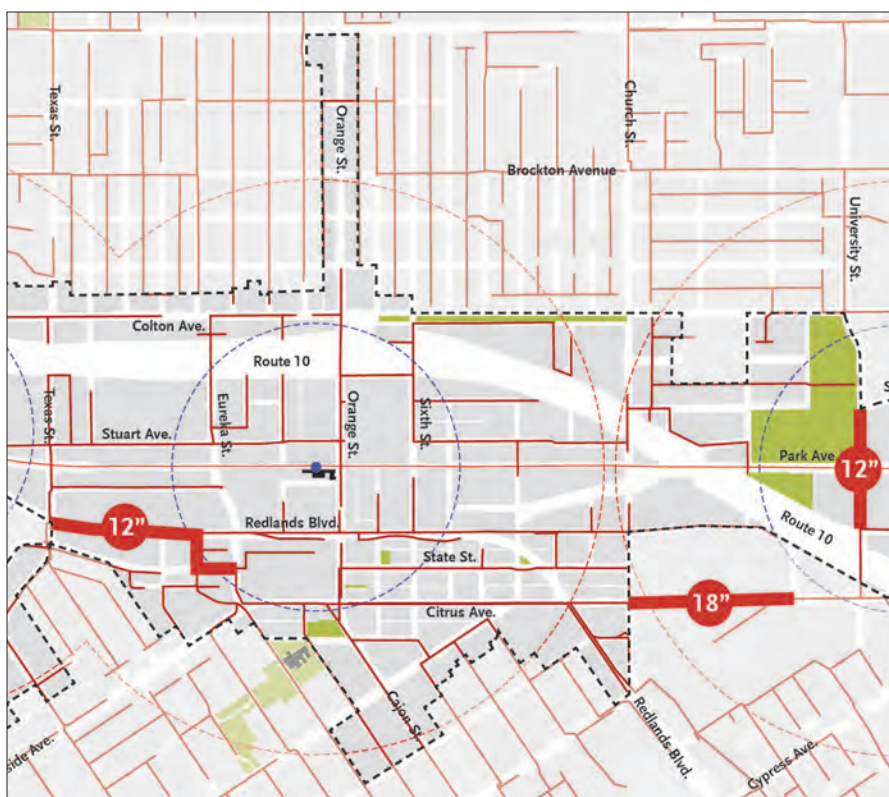 Texas St.
Orange St.
Church St.
Brockton Avenue
University St.
Colton Ave.
Route 10
Texas St.
Eureka St.
Orange St.
Sixth St.
S
Stuart Ave.
Park Ave
12”
12”
Redlands Blvd.
Route 10
State St.
Citrus Ave.
18”
Cajon St.
Redlands Blvd.
side Ave.
Cypress Ave.